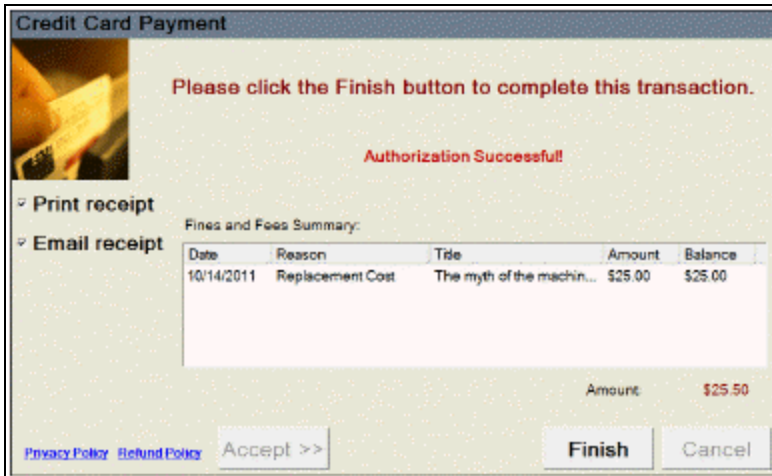 Credit Card Payment
Please click the Finish button to complete this transaction.
Authorization Successful!
Print receipt
Email receipt
Fines and Fees Summary:
Date Reason Title Amount Balance
10/14/2011 Replacement Cost The myth of the machin... $25.00 $25.00
Amount: $25.50
Privacy Policy Refund Policy Accept >> Finish Cancel